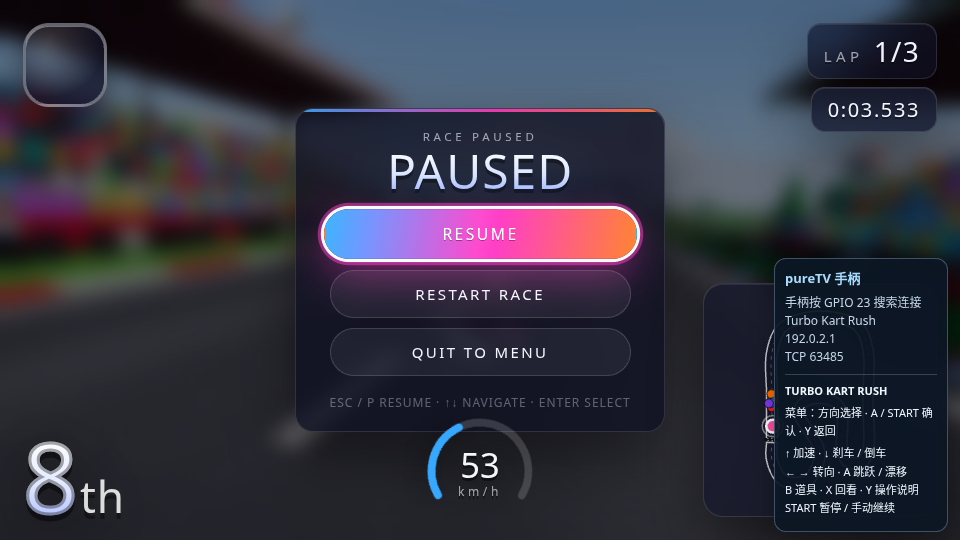 LAP 1/3
0:03.533
RACE PAUSED
PAUSED
RESUME
RESTART RACE
QUIT TO MENU
ESC / P RESUME · ↑↓ NAVIGATE · ENTER SELECT
53
km/h
8th
pureTV 手柄
手柄按 GPIO 23 搜索连接
Turbo Kart Rush
192.0.2.1
TCP 63485
TURBO KART RUSH
菜单：方向选择 · A / START 确
认 · Y 返回
↑ 加速 · ↓ 刹车 / 倒车
← → 转向 · A 跳跃 / 漂移
B 道具 · X 回看 · Y 操作说明
START 暂停 / 手动继续